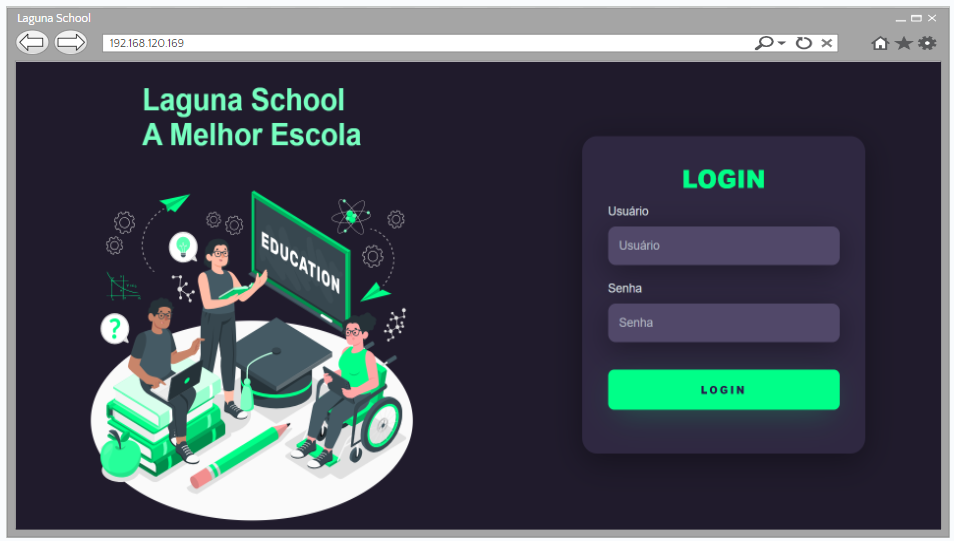 Laguna School
192.168.120.169
Laguna School
A Melhor Escola
EDUCATION
?
LOGIN
Usuário
Usuário
Senha
Senha
LOGIN